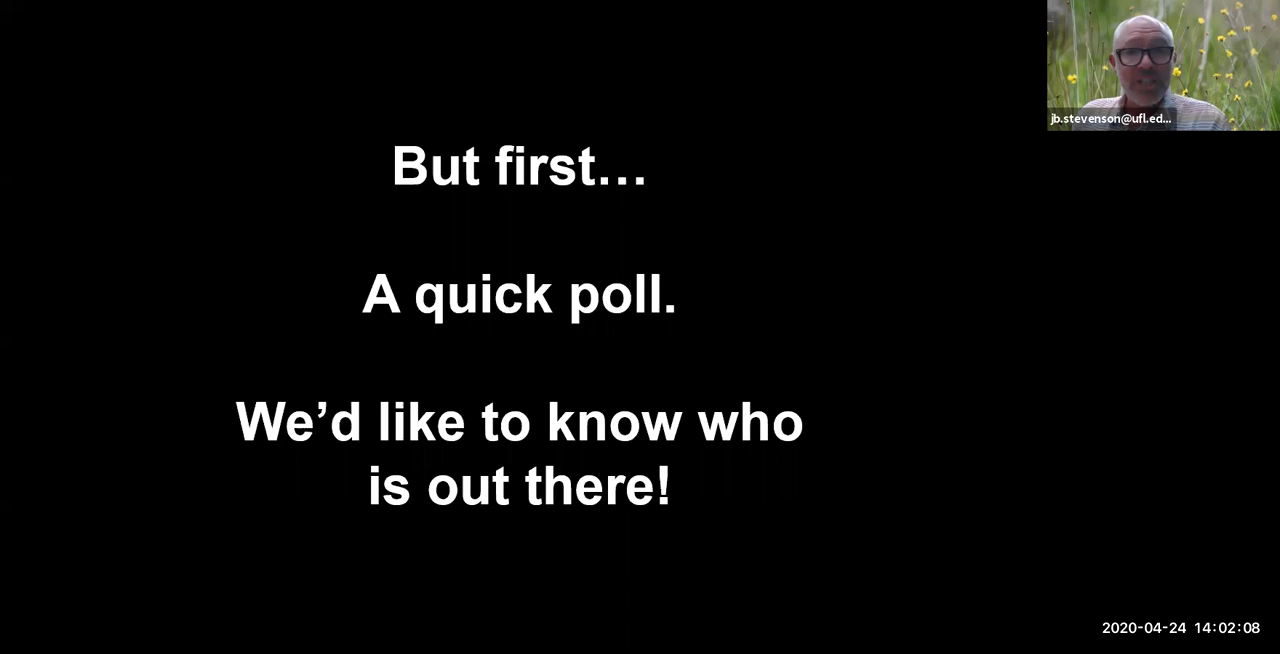 jb.stevenson@ufl.ed...
But first…
A quick poll.
We’d like to know who
is out there!
2020-04-24 14:02:08